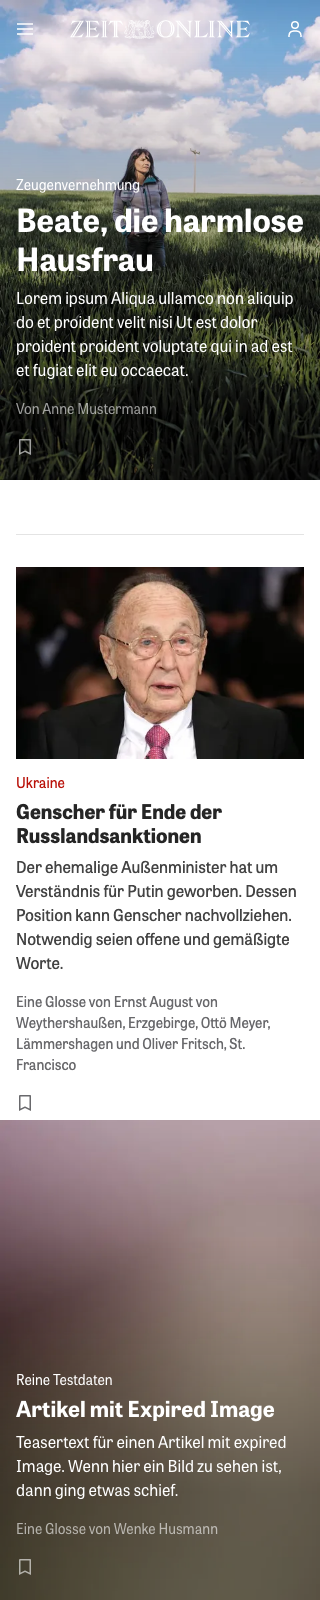 ZEIT ONLINE
Zeugenvernehmung
Beate, die harmlose
Hausfrau
Lorem ipsum Aliqua ullamco non aliquip
do et proident velit nisi Ut est dolor
proident proident voluptate qui in ad est
et fugiat elit eu occaecat.
Von Anne Mustermann
Ukraine
Genscher für Ende der
Russlandsanktionen
Der ehemalige Außenminister hat um
Verständnis für Putin geworben. Dessen
Position kann Genscher nachvollziehen.
Notwendig seien offene und gemäßigte
Worte.
Eine Glosse von Ernst August von
Weythershaußen, Erzgebirge, Ottö Meyer,
Lämmershagen und Oliver Fritsch, St.
Francisco
Reine Testdaten
Artikel mit Expired Image
Teasertext für einen Artikel mit expired
Image. Wenn hier ein Bild zu sehen ist,
dann ging etwas schief.
Eine Glosse von Wenke Husmann